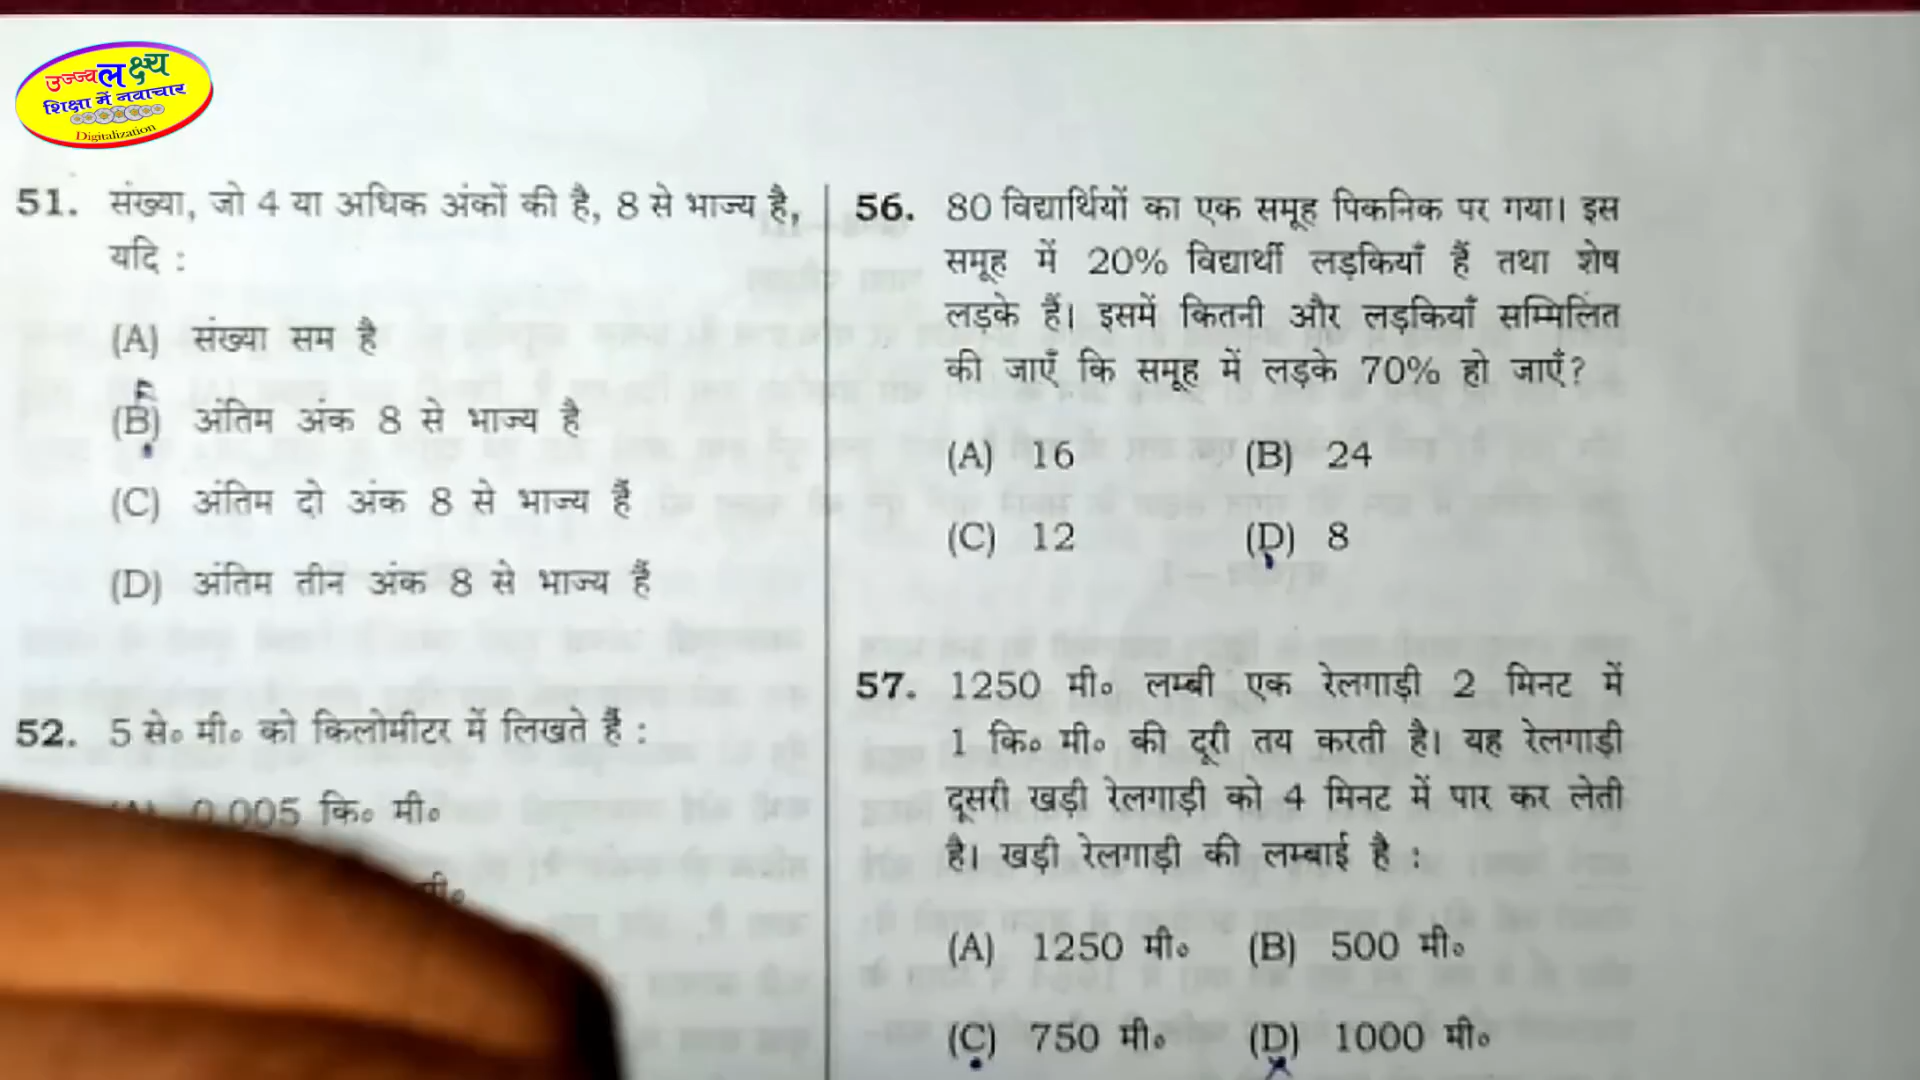 उज्ज्वलक्ष्य
शिक्षा में नवाचार
Digitalization
51. संख्या, जो 4 या अधिक अंकों की है, 8 से भाज्य है,
यदि :
(A) संख्या सम है
(B) अंतिम अंक 8 से भाज्य है
(C) अंतिम दो अंक 8 से भाज्य हैं
(D) अंतिम तीन अंक 8 से भाज्य हैं
52. 5 से० मी० को किलोमीटर में लिखते हैं :
0.005 कि० मी०
मी०
56. 80 विद्यार्थियों का एक समूह पिकनिक पर गया। इस
समूह में 20% विद्यार्थी लड़कियाँ हैं तथा शेष
लड़के हैं। इसमें कितनी और लड़कियाँ सम्मिलित
की जाएँ कि समूह में लड़के 70% हो जाएँ?
(A) 16 (B) 24
(C) 12 (D) 8
57. 1250 मी० लम्बी एक रेलगाड़ी 2 मिनट में
1 कि० मी० की दूरी तय करती है। यह रेलगाड़ी
दूसरी खड़ी रेलगाड़ी को 4 मिनट में पार कर लेती
है। खड़ी रेलगाड़ी की लम्बाई है :
(A) 1250 मी० (B) 500 मी०
(C) 750 मी० (D) 1000 मी०